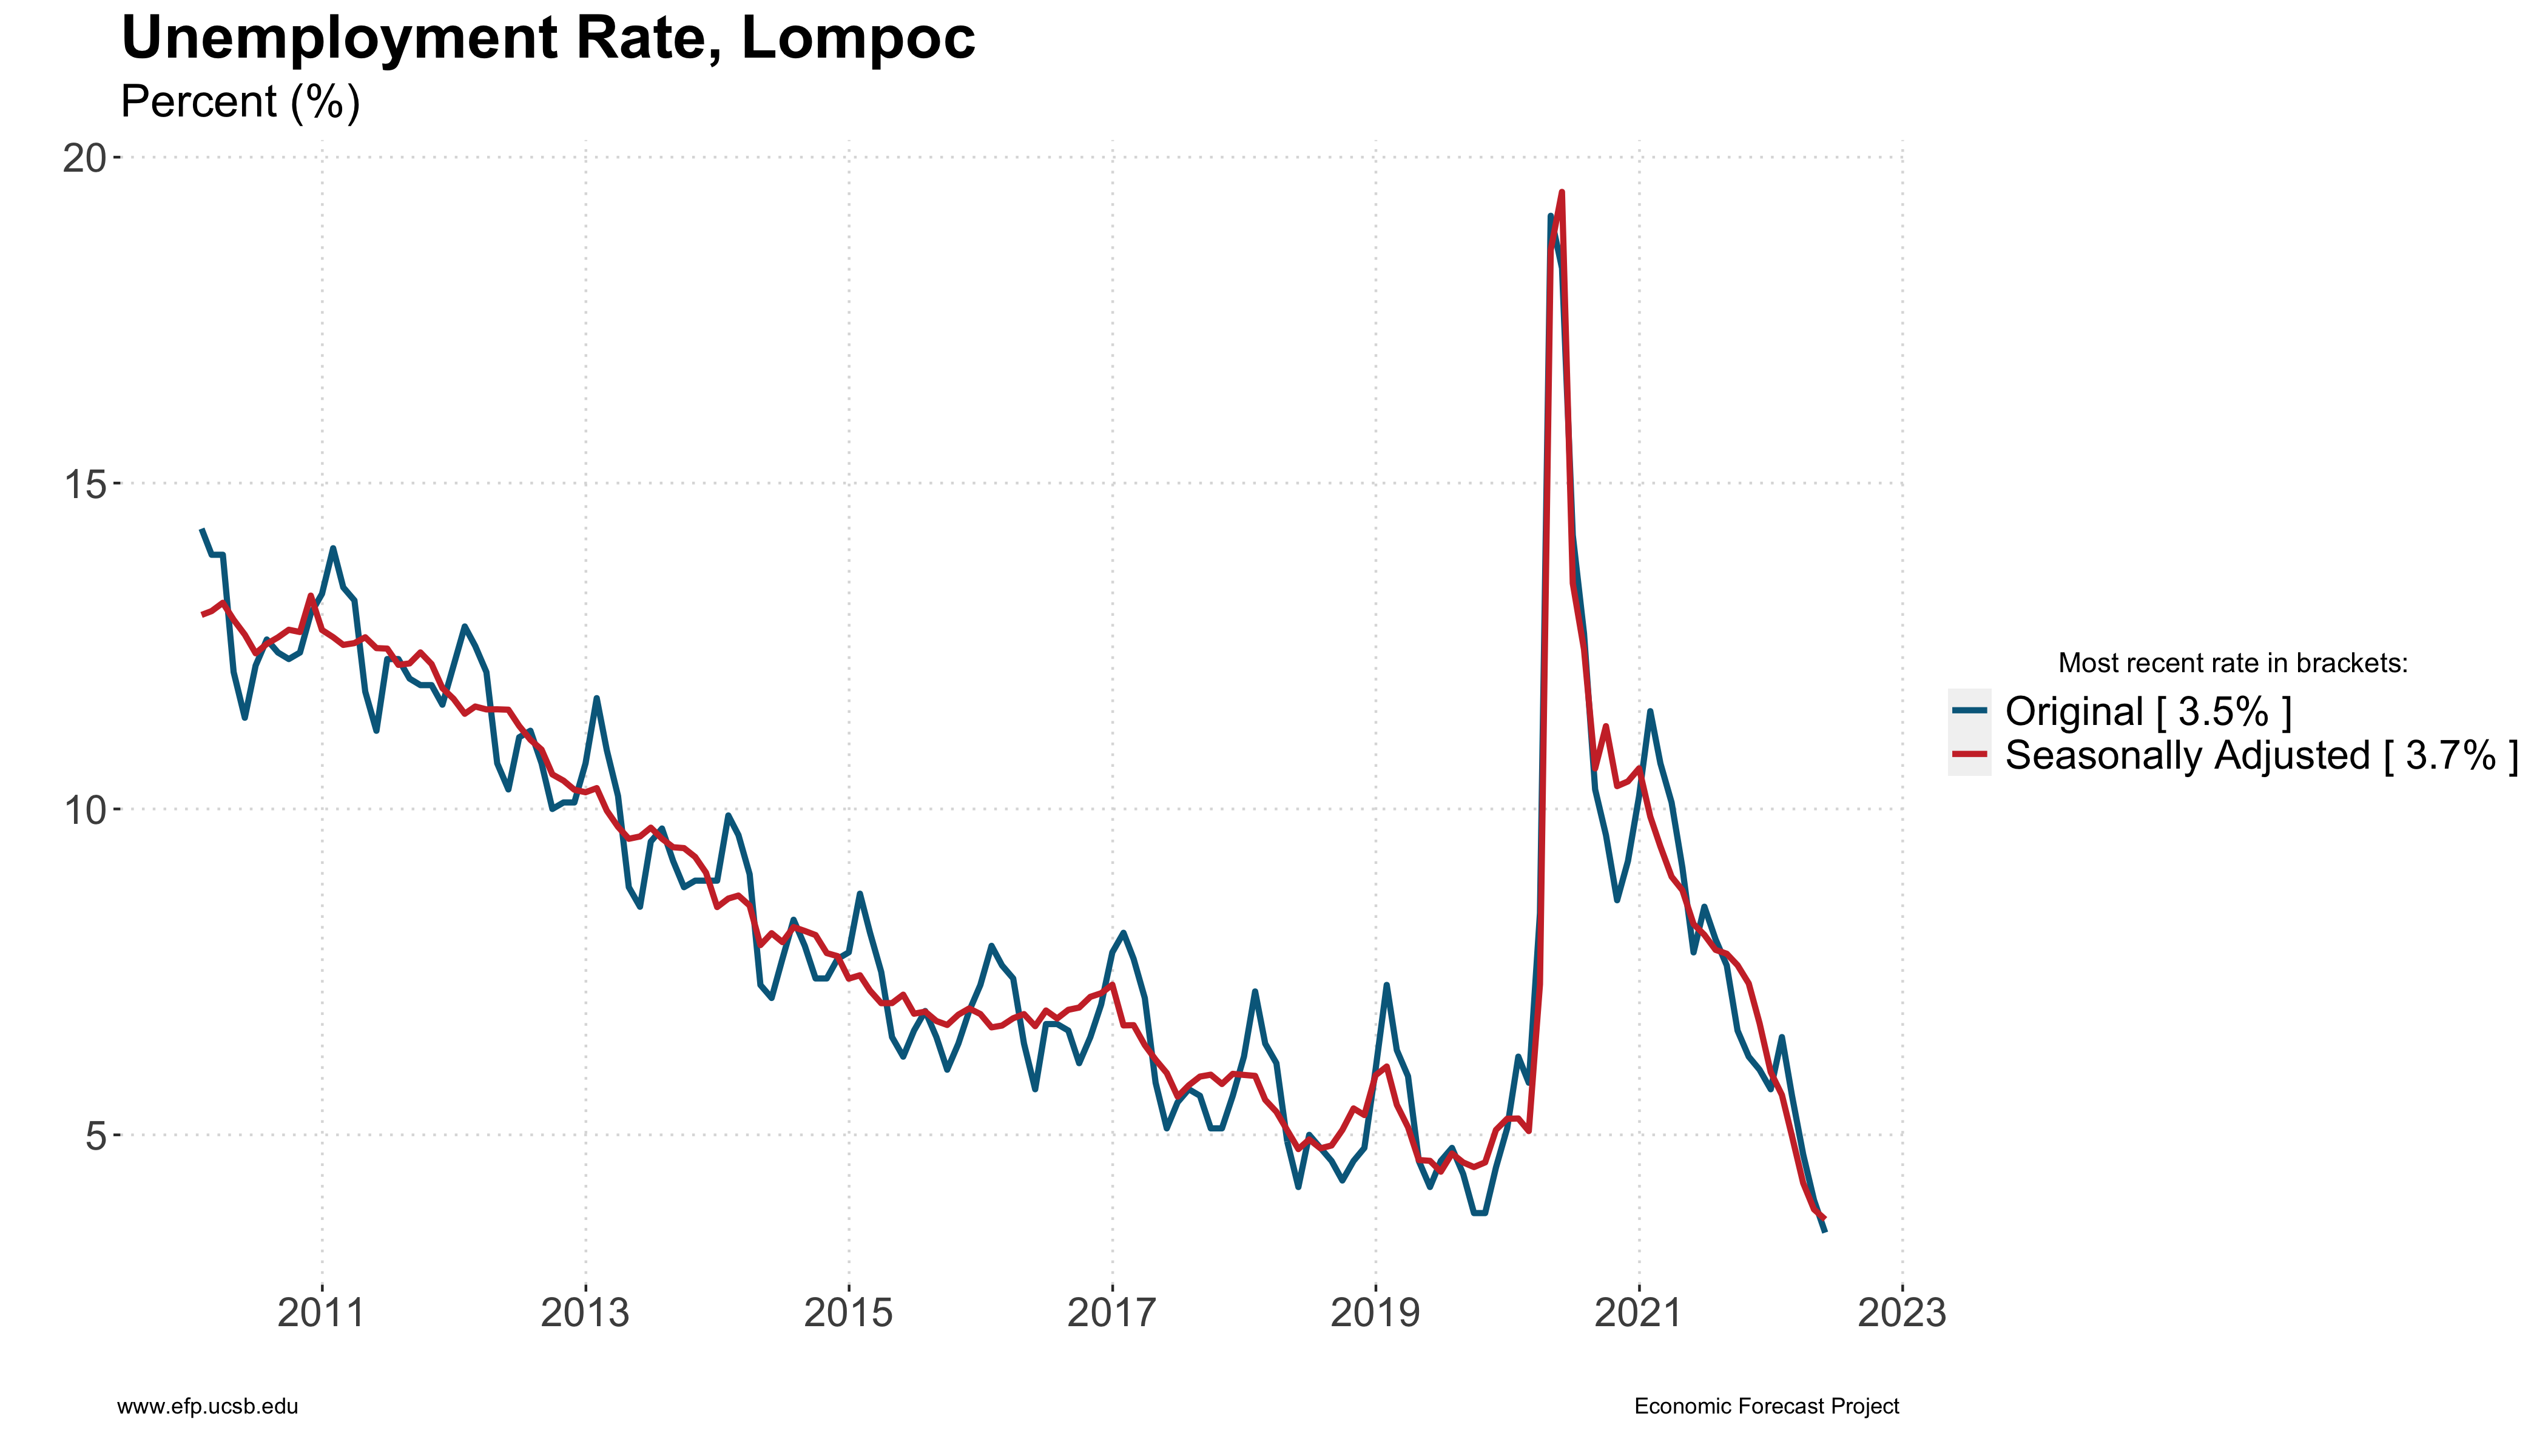 Unemployment Rate, Lompoc
Percent (%)
20
15
10
5
2011
2013
2015
2017
2019
2021
2023
Most recent rate in brackets:
Original [ 3.5% ]
Seasonally Adjusted [ 3.7% ]
www.efp.ucsb.edu
Economic Forecast Project